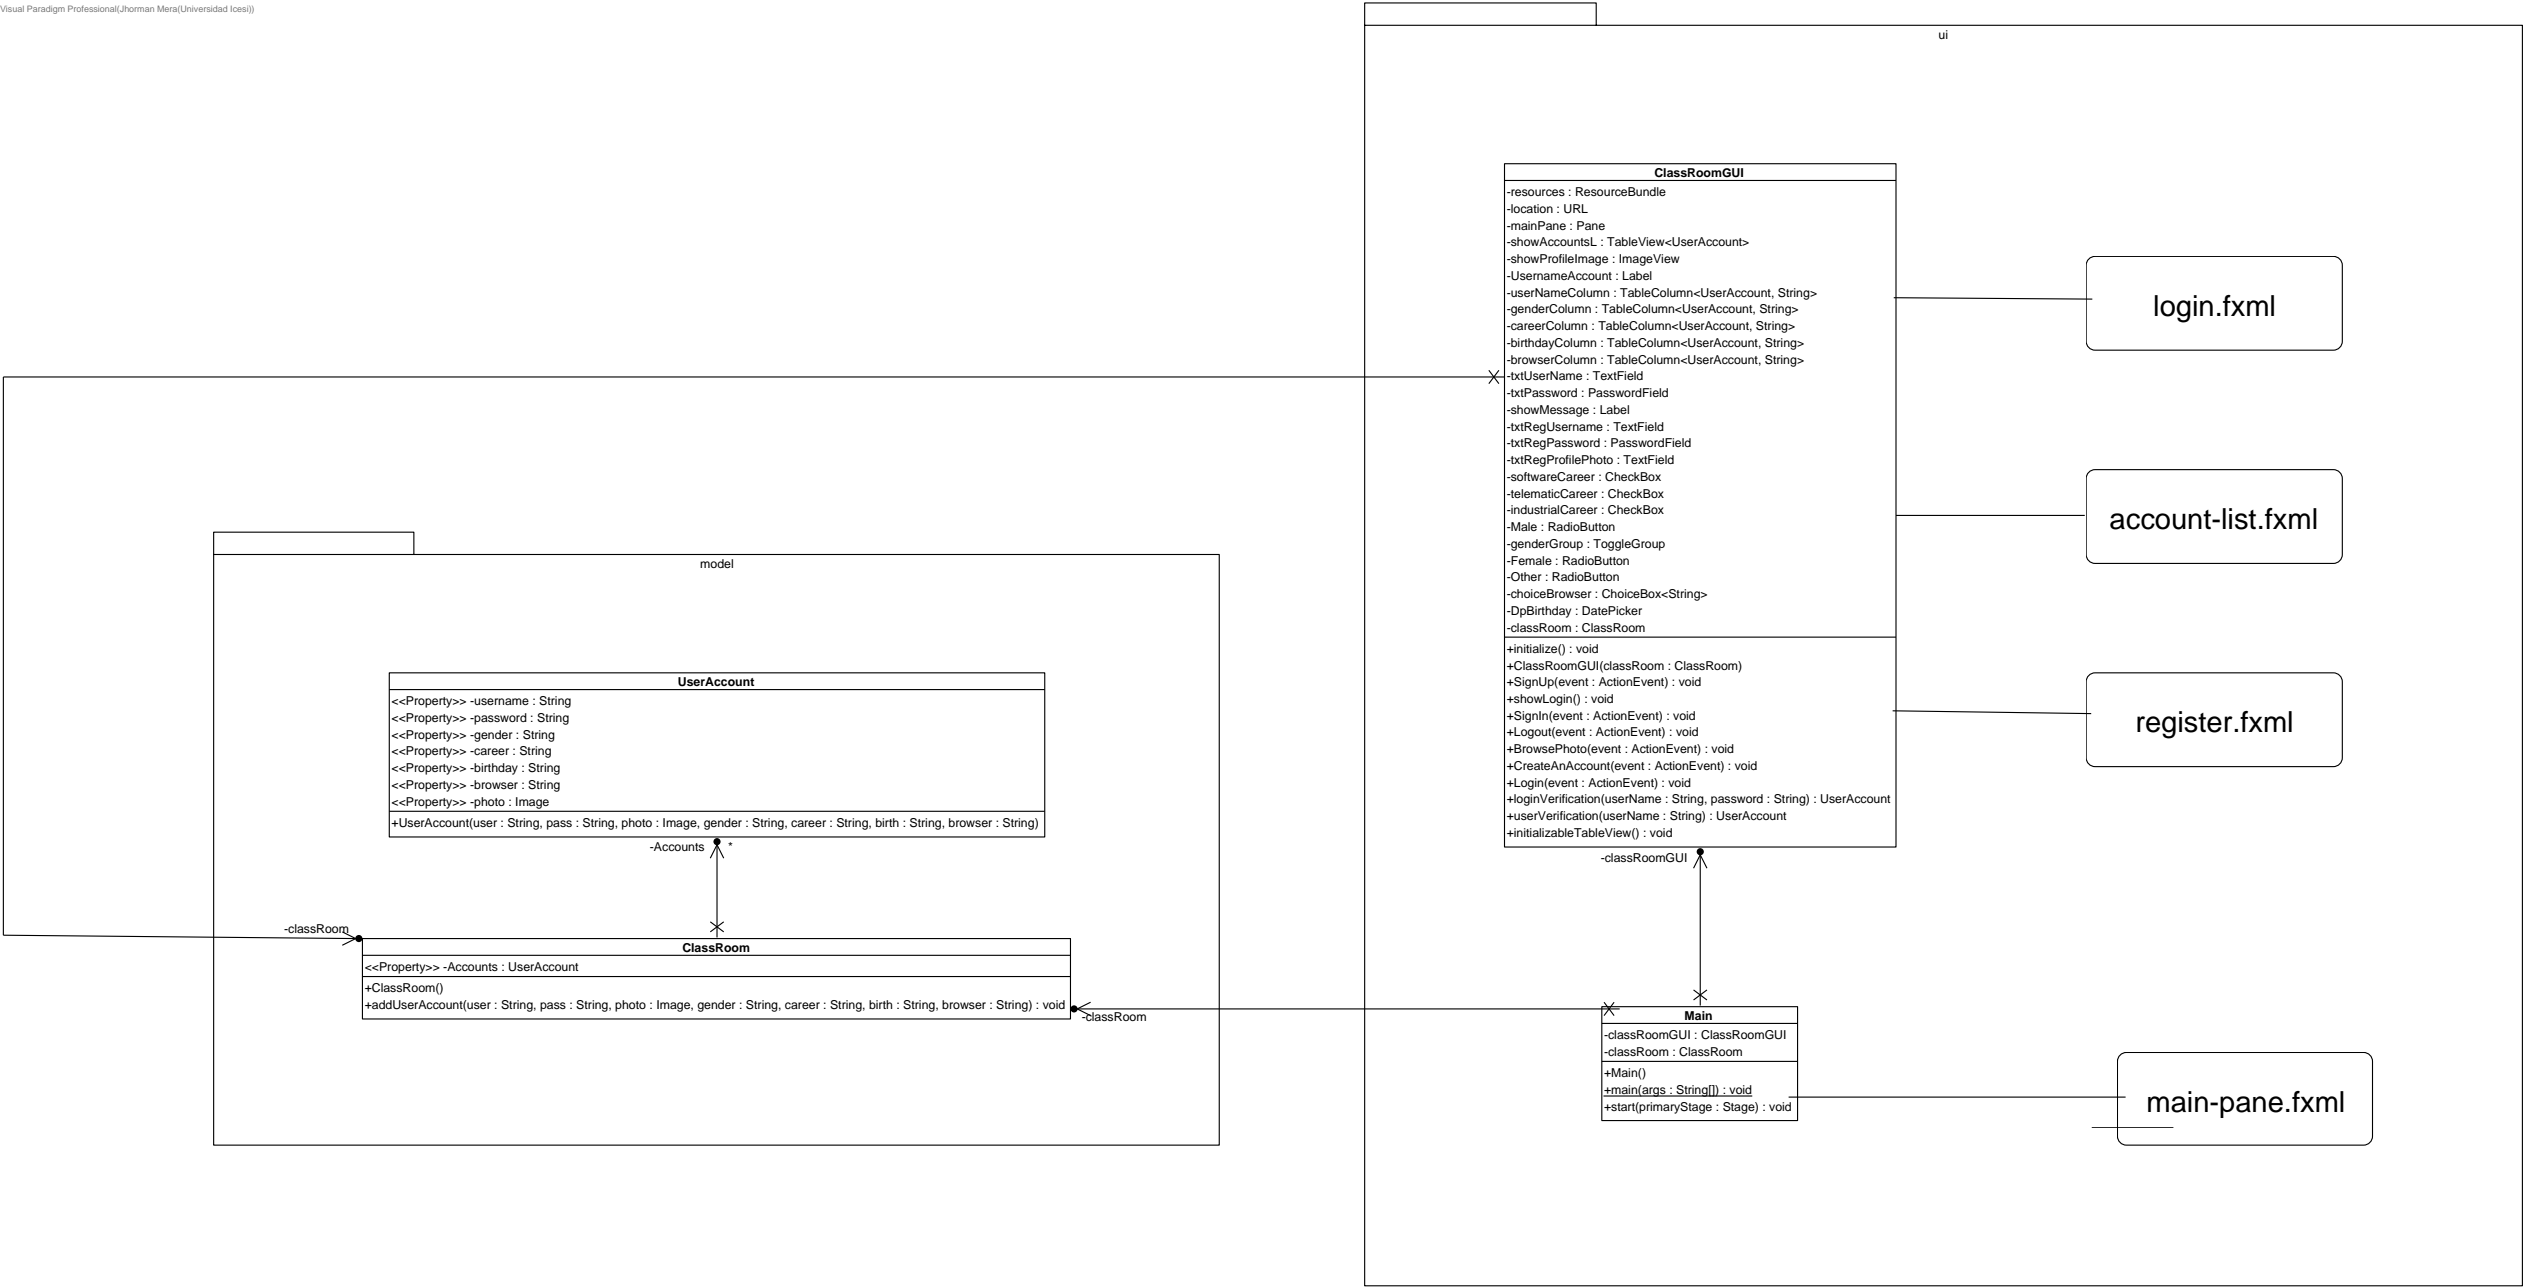 Visual Paradigm Professional(Jhorman Mera(Universidad Icesi))
ui
ClassRoomGUI
-resources : ResourceBundle
-location : URL
-mainPane : Pane
-showAccountsL : TableView<UserAccount>
-showProfileImage : ImageView
-UsernameAccount : Label
-userNameColumn : TableColumn<UserAccount, String>
-genderColumn : TableColumn<UserAccount, String>
-careerColumn : TableColumn<UserAccount, String>
-birthdayColumn : TableColumn<UserAccount, String>
-browserColumn : TableColumn<UserAccount, String>
-txtUserName : TextField
-txtPassword : PasswordField
-showMessage : Label
-txtRegUsername : TextField
-txtRegPassword : PasswordField
-txtRegProfilePhoto : TextField
-softwareCareer : CheckBox
-telematicCareer : CheckBox
-industrialCareer : CheckBox
-Male : RadioButton
-genderGroup : ToggleGroup
-Female : RadioButton
-Other : RadioButton
-choiceBrowser : ChoiceBox<String>
-DpBirthday : DatePicker
-classRoom : ClassRoom
+initialize() : void
+ClassRoomGUI(classRoom : ClassRoom)
+SignUp(event : ActionEvent) : void
+showLogin() : void
+SignIn(event : ActionEvent) : void
+Logout(event : ActionEvent) : void
+BrowsePhoto(event : ActionEvent) : void
+CreateAnAccount(event : ActionEvent) : void
+Login(event : ActionEvent) : void
+loginVerification(userName : String, password : String) : UserAccount
+userVerification(userName : String) : UserAccount
+initializableTableView() : void
-classRoomGUI
login.fxml
account-list.fxml
register.fxml
model
UserAccount
<<Property>> -username : String
<<Property>> -password : String
<<Property>> -gender : String
<<Property>> -career : String
<<Property>> -birthday : String
<<Property>> -browser : String
<<Property>> -photo : Image
+UserAccount(user : String, pass : String, photo : Image, gender : String, career : String, birth : String, browser : String)
-Accounts *
-classRoom
ClassRoom
<<Property>> -Accounts : UserAccount
+ClassRoom()
+addUserAccount(user : String, pass : String, photo : Image, gender : String, career : String, birth : String, browser : String) : void
-classRoom
Main
-classRoomGUI : ClassRoomGUI
-classRoom : ClassRoom
+Main()
+main(args : String[]) : void
+start(primaryStage : Stage) : void
main-pane.fxml